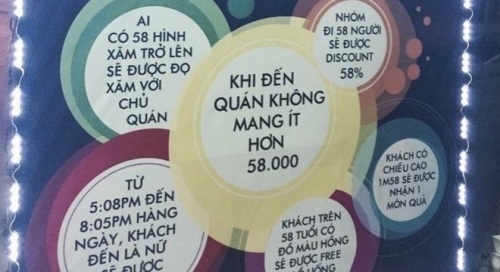 AI
CÓ 58 HÌNH
XĂM TRỞ LÊN
SẼ ĐƯỢC ĐỌ
XĂM VỚI
CHỦ
QUÁN
NHÓM
ĐI 58 NGƯỜI
SẼ ĐƯỢC
DISCOUNT
58%
KHI ĐẾN
QUÁN KHÔNG
MANG ÍT
HƠN
58.000
KHÁCH CÓ
CHIỀU CAO
1M58 SẼ ĐƯỢC
NHẬN 1
MÓN QUÀ
TỪ
5:08PM ĐẾN
8:05PM HÀNG
NGÀY, KHÁCH
ĐẾN LÀ NỮ
SẼ ĐƯỢC
KHÁCH TRÊN
58 TUỔI CÓ
ĐỒ MÀU HỒNG
SẼ ĐƯỢC FREE
UỐNG